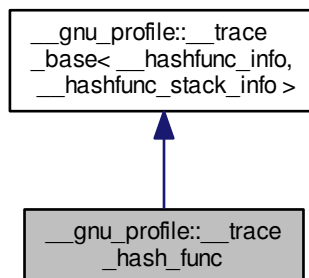 __gnu_profile::__trace
_base< __hashfunc_info,
__hashfunc_stack_info >
__gnu_profile::__trace
_hash_func